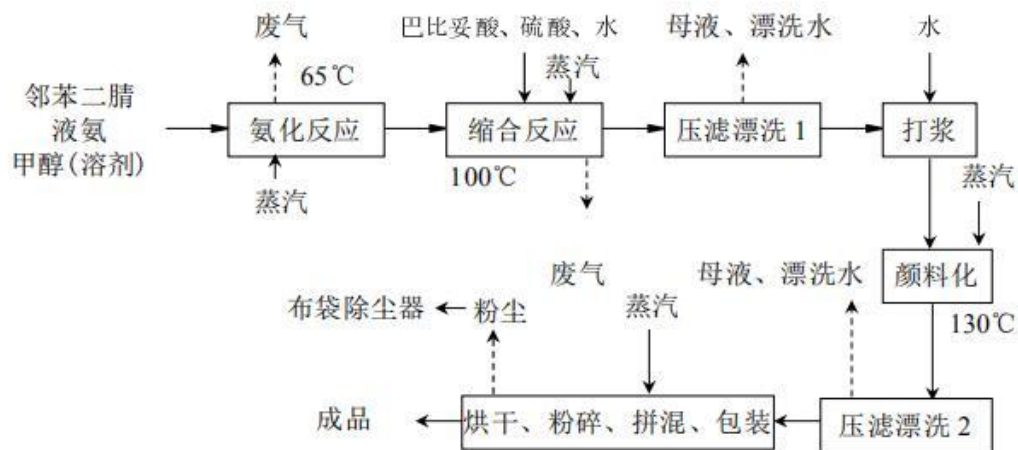 废气
巴比妥酸、硫酸、水
母液、漂洗水
水
65℃
蒸汽
邻苯二腈
液氨
甲醇(溶剂)
氨化反应
缩合反应
压滤漂洗1
打浆
100℃
蒸汽
蒸汽
废气
母液、漂洗水
颜料化
布袋除尘器
粉尘
蒸汽
130℃
成品
烘干、粉碎、拼混、包装
压滤漂洗2